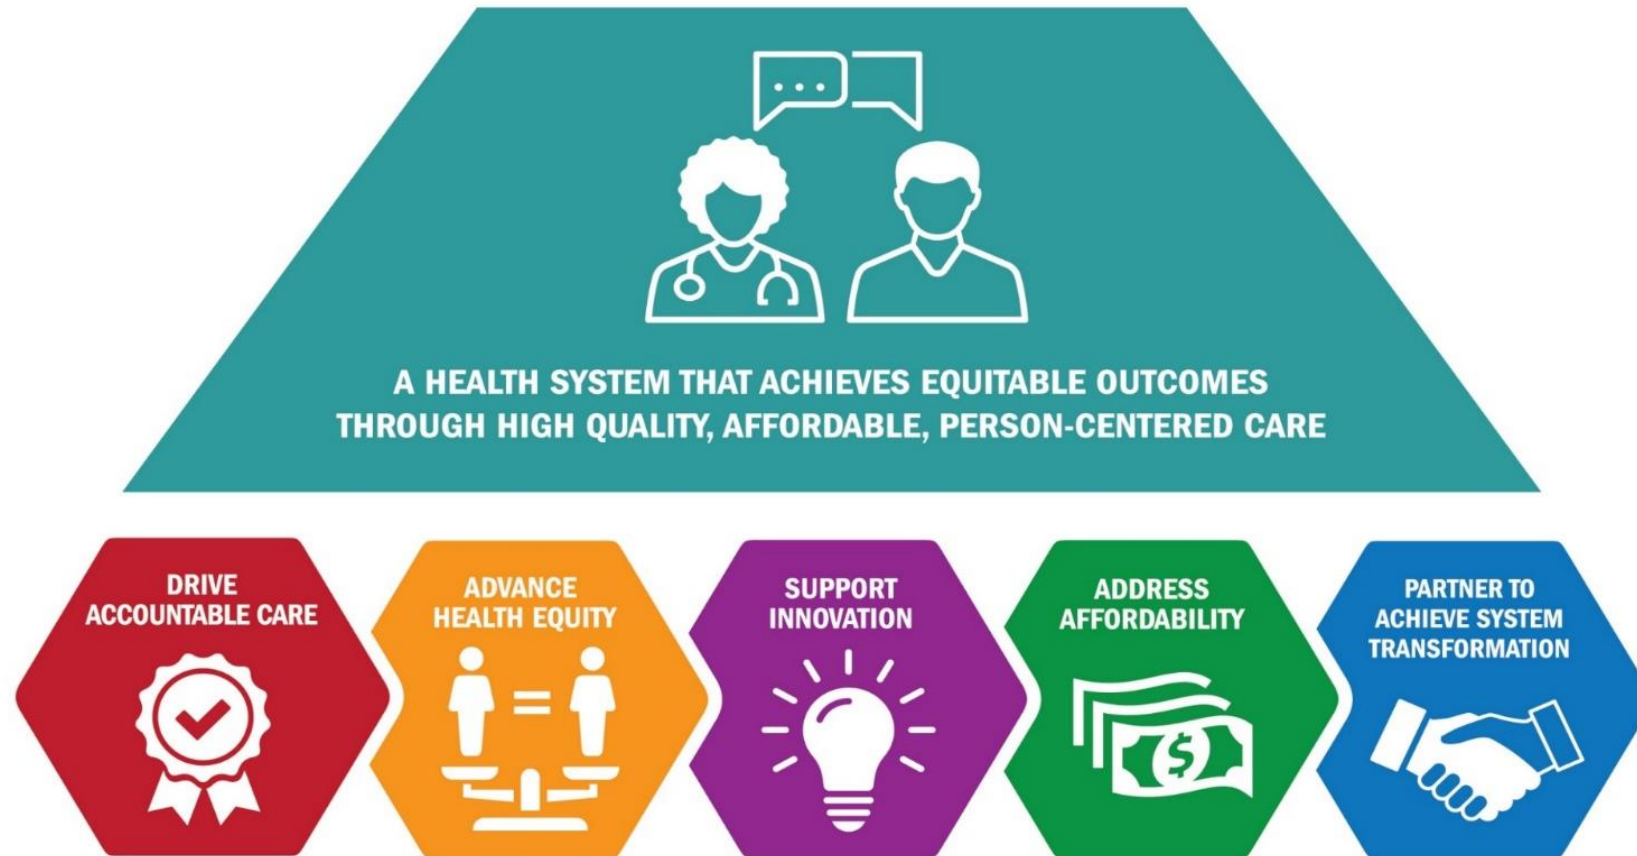 A HEALTH SYSTEM THAT ACHIEVES EQUITABLE OUTCOMES
THROUGH HIGH QUALITY, AFFORDABLE, PERSON-CENTERED CARE
DRIVE
ACCOUNTABLE CARE
ADVANCE
HEALTH EQUITY
=
SUPPORT
INNOVATION
ADDRESS
AFFORDABILITY
$
PARTNER TO
ACHIEVE SYSTEM
TRANSFORMATION